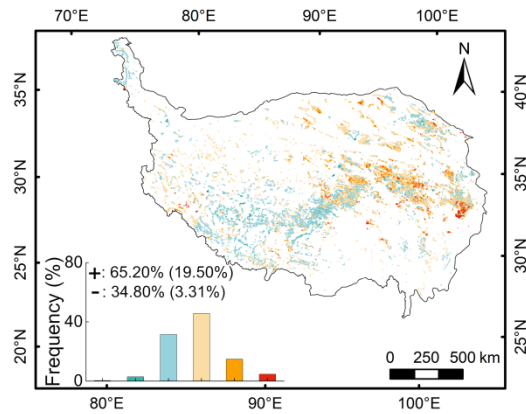 70°E 80°E 90°E 100°E
N
35°N
40°N
30°N
35°N
25°N
30°N
20°N
25°N
80
40
0
Frequency (%)
+: 65.20% (19.50%)
-: 34.80% (3.31%)
0 250 500 km
80°E 90°E 100°E